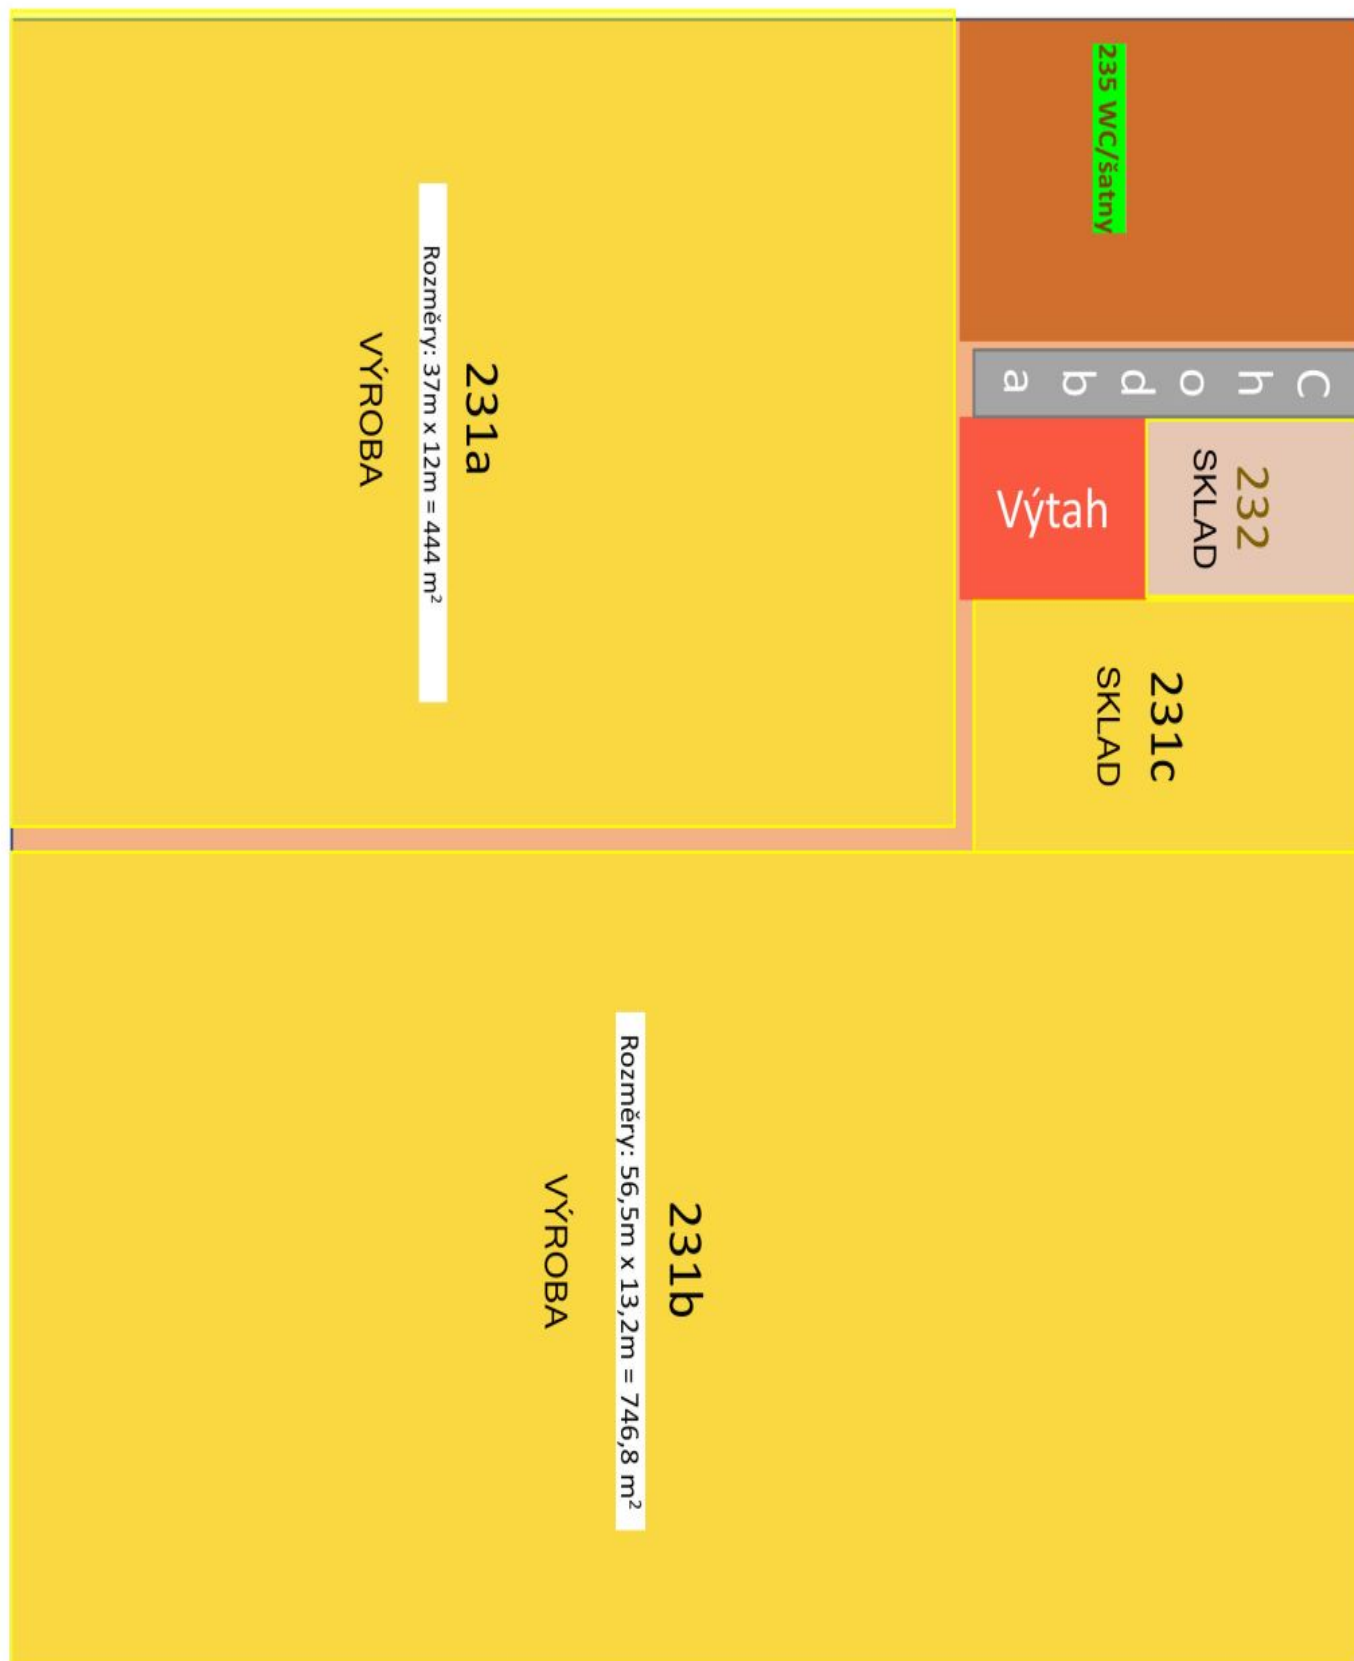 235 WC/šatny
Chodba
232
SKLAD
Výtah
231c
SKLAD
231a
Rozměry: 37m x 12m = 444 m²
VÝROBA
231b
Rozměry: 56,5m x 13,2m = 746,8 m²
VÝROBA